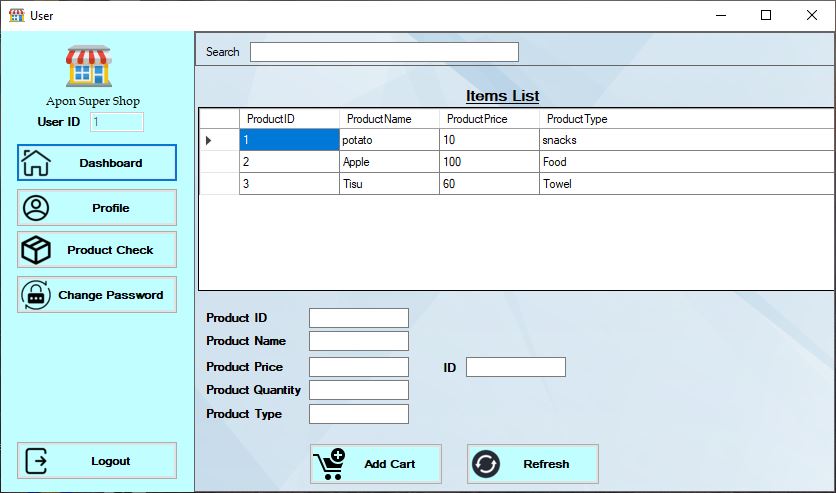 User
Apon Super Shop
User ID 1
Dashboard
Profile
Product Check
Change Password
Logout
Search
Items List
ProductID ProductName ProductPrice ProductType
1 potato 10 snacks
2 Apple 100 Food
3 Tisu 60 Towel
Product ID
Product Name
Product Price ID
Product Quantity
Product Type
Add Cart Refresh